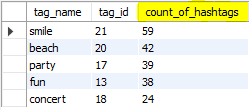 tag_name tag_id count_of_hashtags
smile 21 59
beach 20 42
party 17 39
fun 13 38
concert 18 24